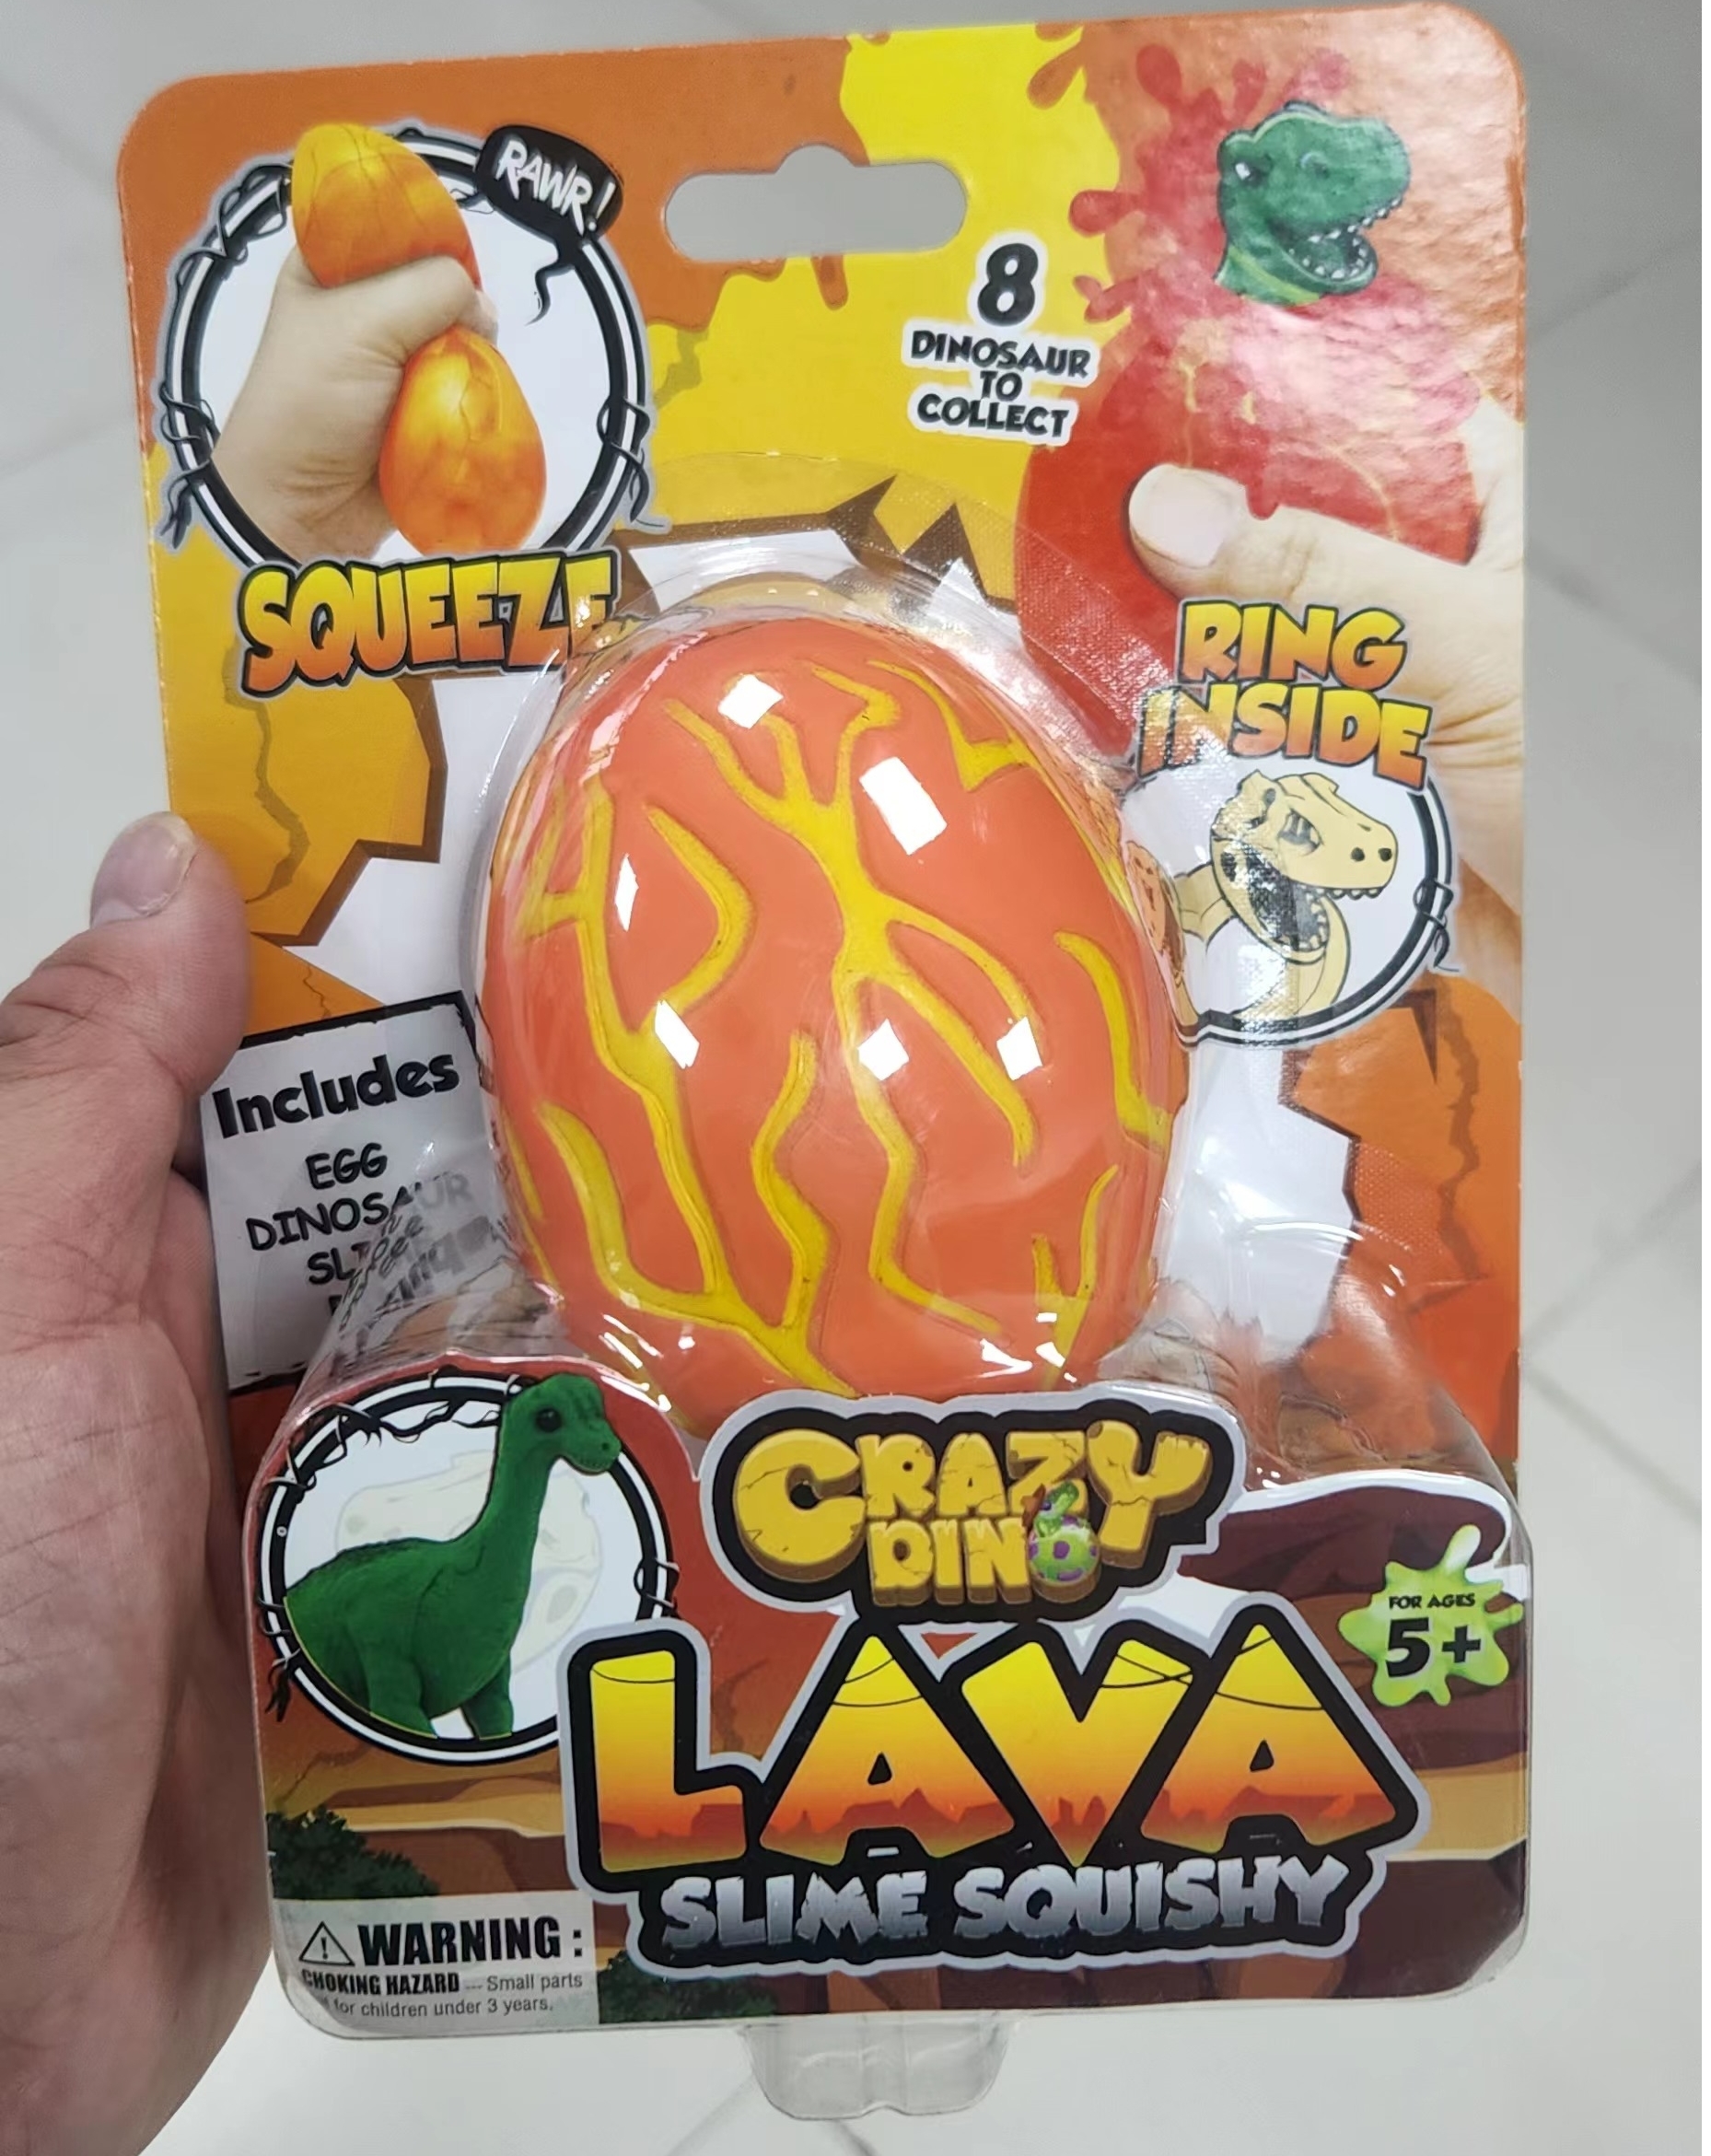 RAWR!
8
DINOSAUR
TO
COLLECT
SQUEEZE
RING
INSIDE
Includes
EGG
DINOSAUR
CRAZY
DINO
FOR AGES
5+
LAVA
SLIME SQUISHY
WARNING :
CHOKING HAZARD --- Small parts
for children under 3 years.